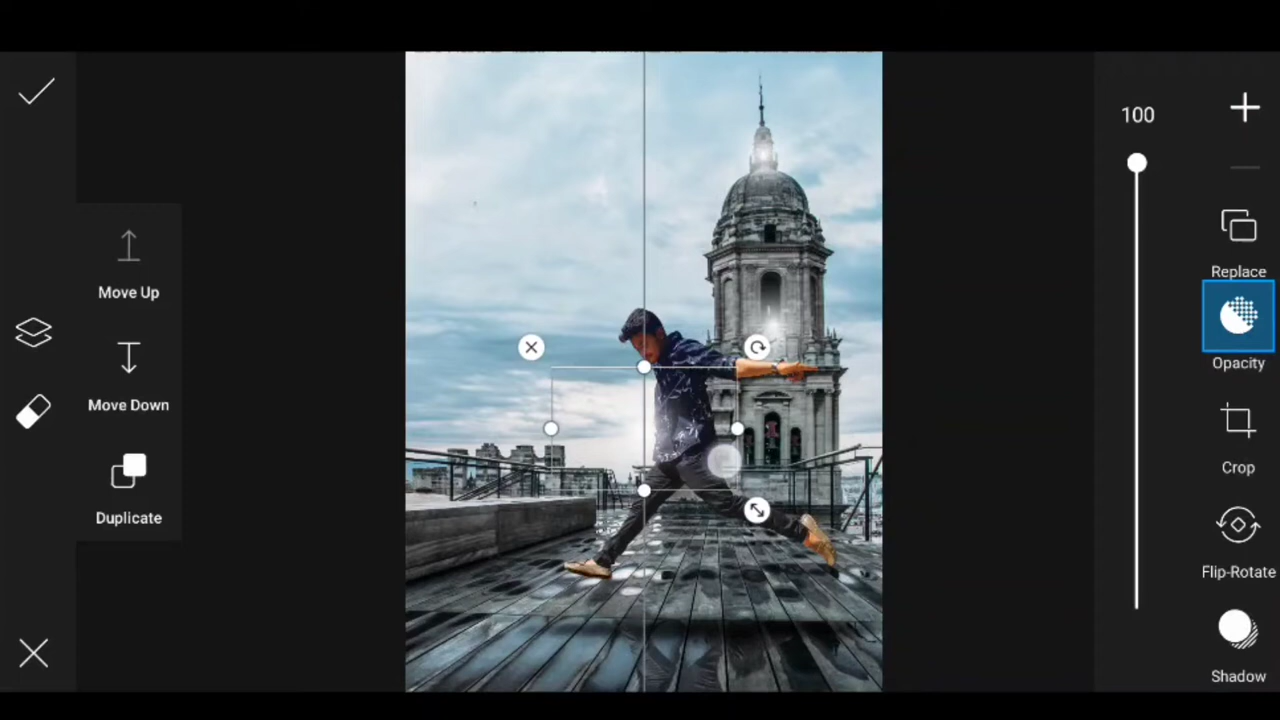 Move Up
Move Down
Duplicate
100
Replace
Opacity
Crop
Flip-Rotate
Shadow